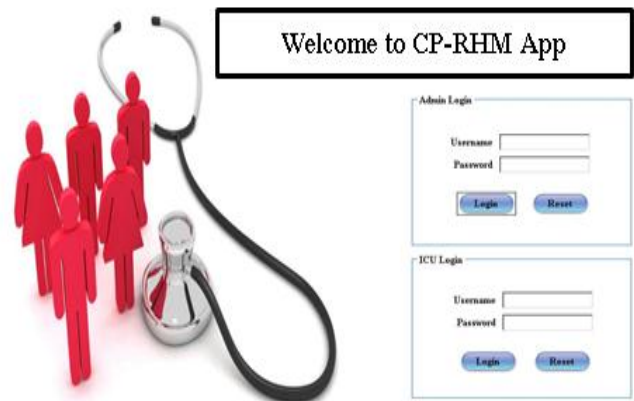 Welcome to CP-RHM App
Admin Login
Username
Password
Login Reset
ICU Login
Username
Password
Login Reset